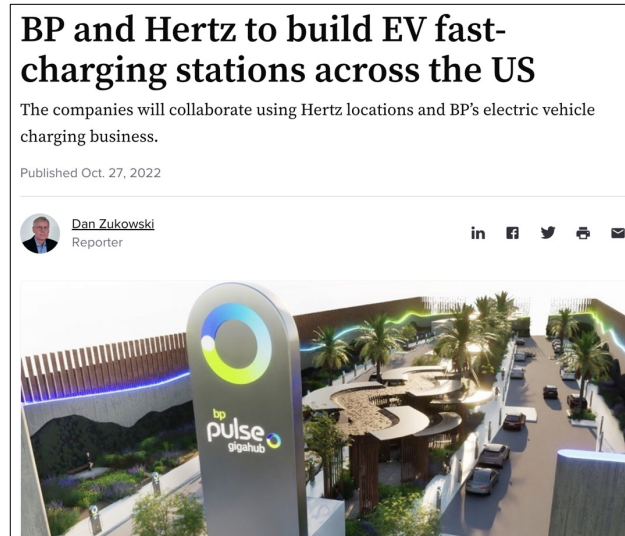 BP and Hertz to build EV fast-
charging stations across the US
The companies will collaborate using Hertz locations and BP's electric vehicle
charging business.
Published Oct. 27, 2022
Dan Zukowski
Reporter
in
bp
pulse
gigahub